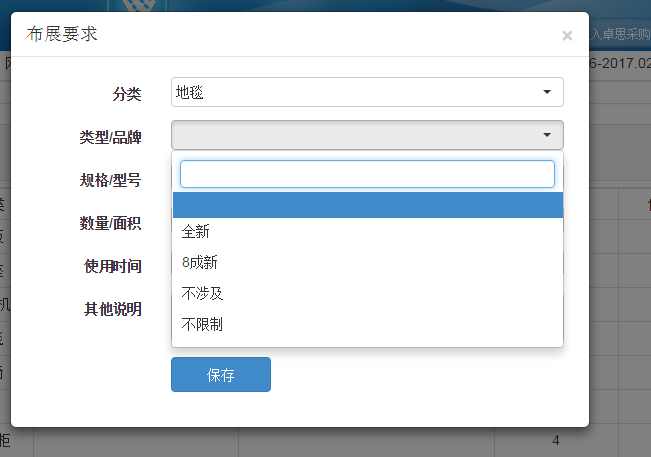 入卓思采购
布展要求
×
6-2017.02
分类
地毯
类型/品牌
规格/型号
全新
数量/面积
8成新
使用时间
不涉及
其他说明
不限制
保存
机
柜
4